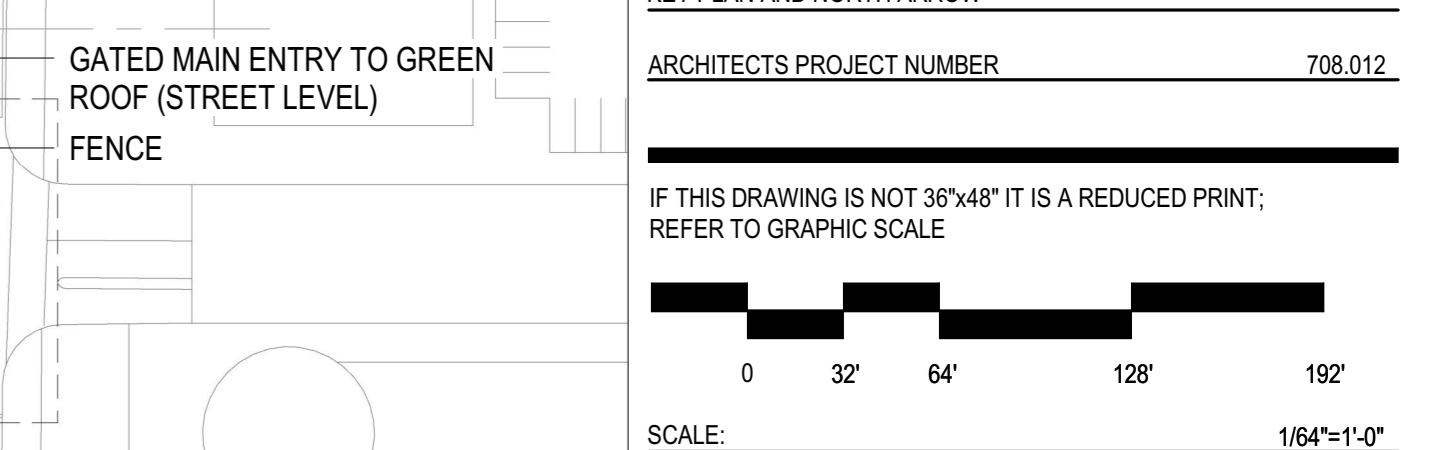 GATED MAIN ENTRY TO GREEN
ROOF (STREET LEVEL)
FENCE
ARCHITECTS PROJECT NUMBER 708.012
IF THIS DRAWING IS NOT 36"x48" IT IS A REDUCED PRINT;
REFER TO GRAPHIC SCALE
0 32' 64' 128' 192'
SCALE: 1/64"=1'-0"